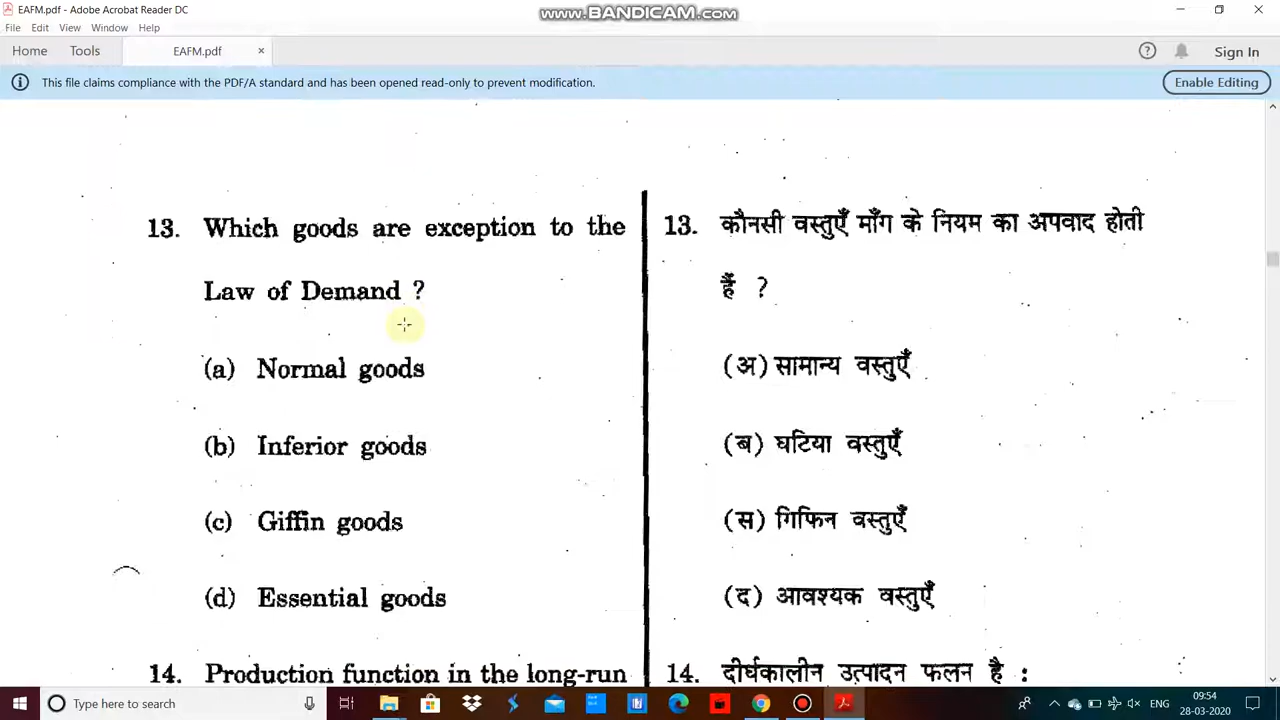 EAFM.pdf - Adobe Acrobat Reader DC
www.BANDICAM.com
File Edit View Window Help
Home Tools EAFM.pdf × Sign In
This file claims compliance with the PDF/A standard and has been opened read-only to prevent modification. Enable Editing
13. Which goods are exception to the
Law of Demand ?
(a) Normal goods
(b) Inferior goods
(c) Giffin goods
(d) Essential goods
14. Production function in the long-run
13. कौनसी वस्तुएँ माँग के नियम का अपवाद होती
हैं ?
(अ) सामान्य वस्तुएँ
(ब) घटिया वस्तुएँ
(स) गिफिन वस्तुएँ
(द) आवश्यक वस्तुएँ
14. दीर्घकालीन उत्पादन फलन है :
Type here to search
ENG
09:54
28-03-2020